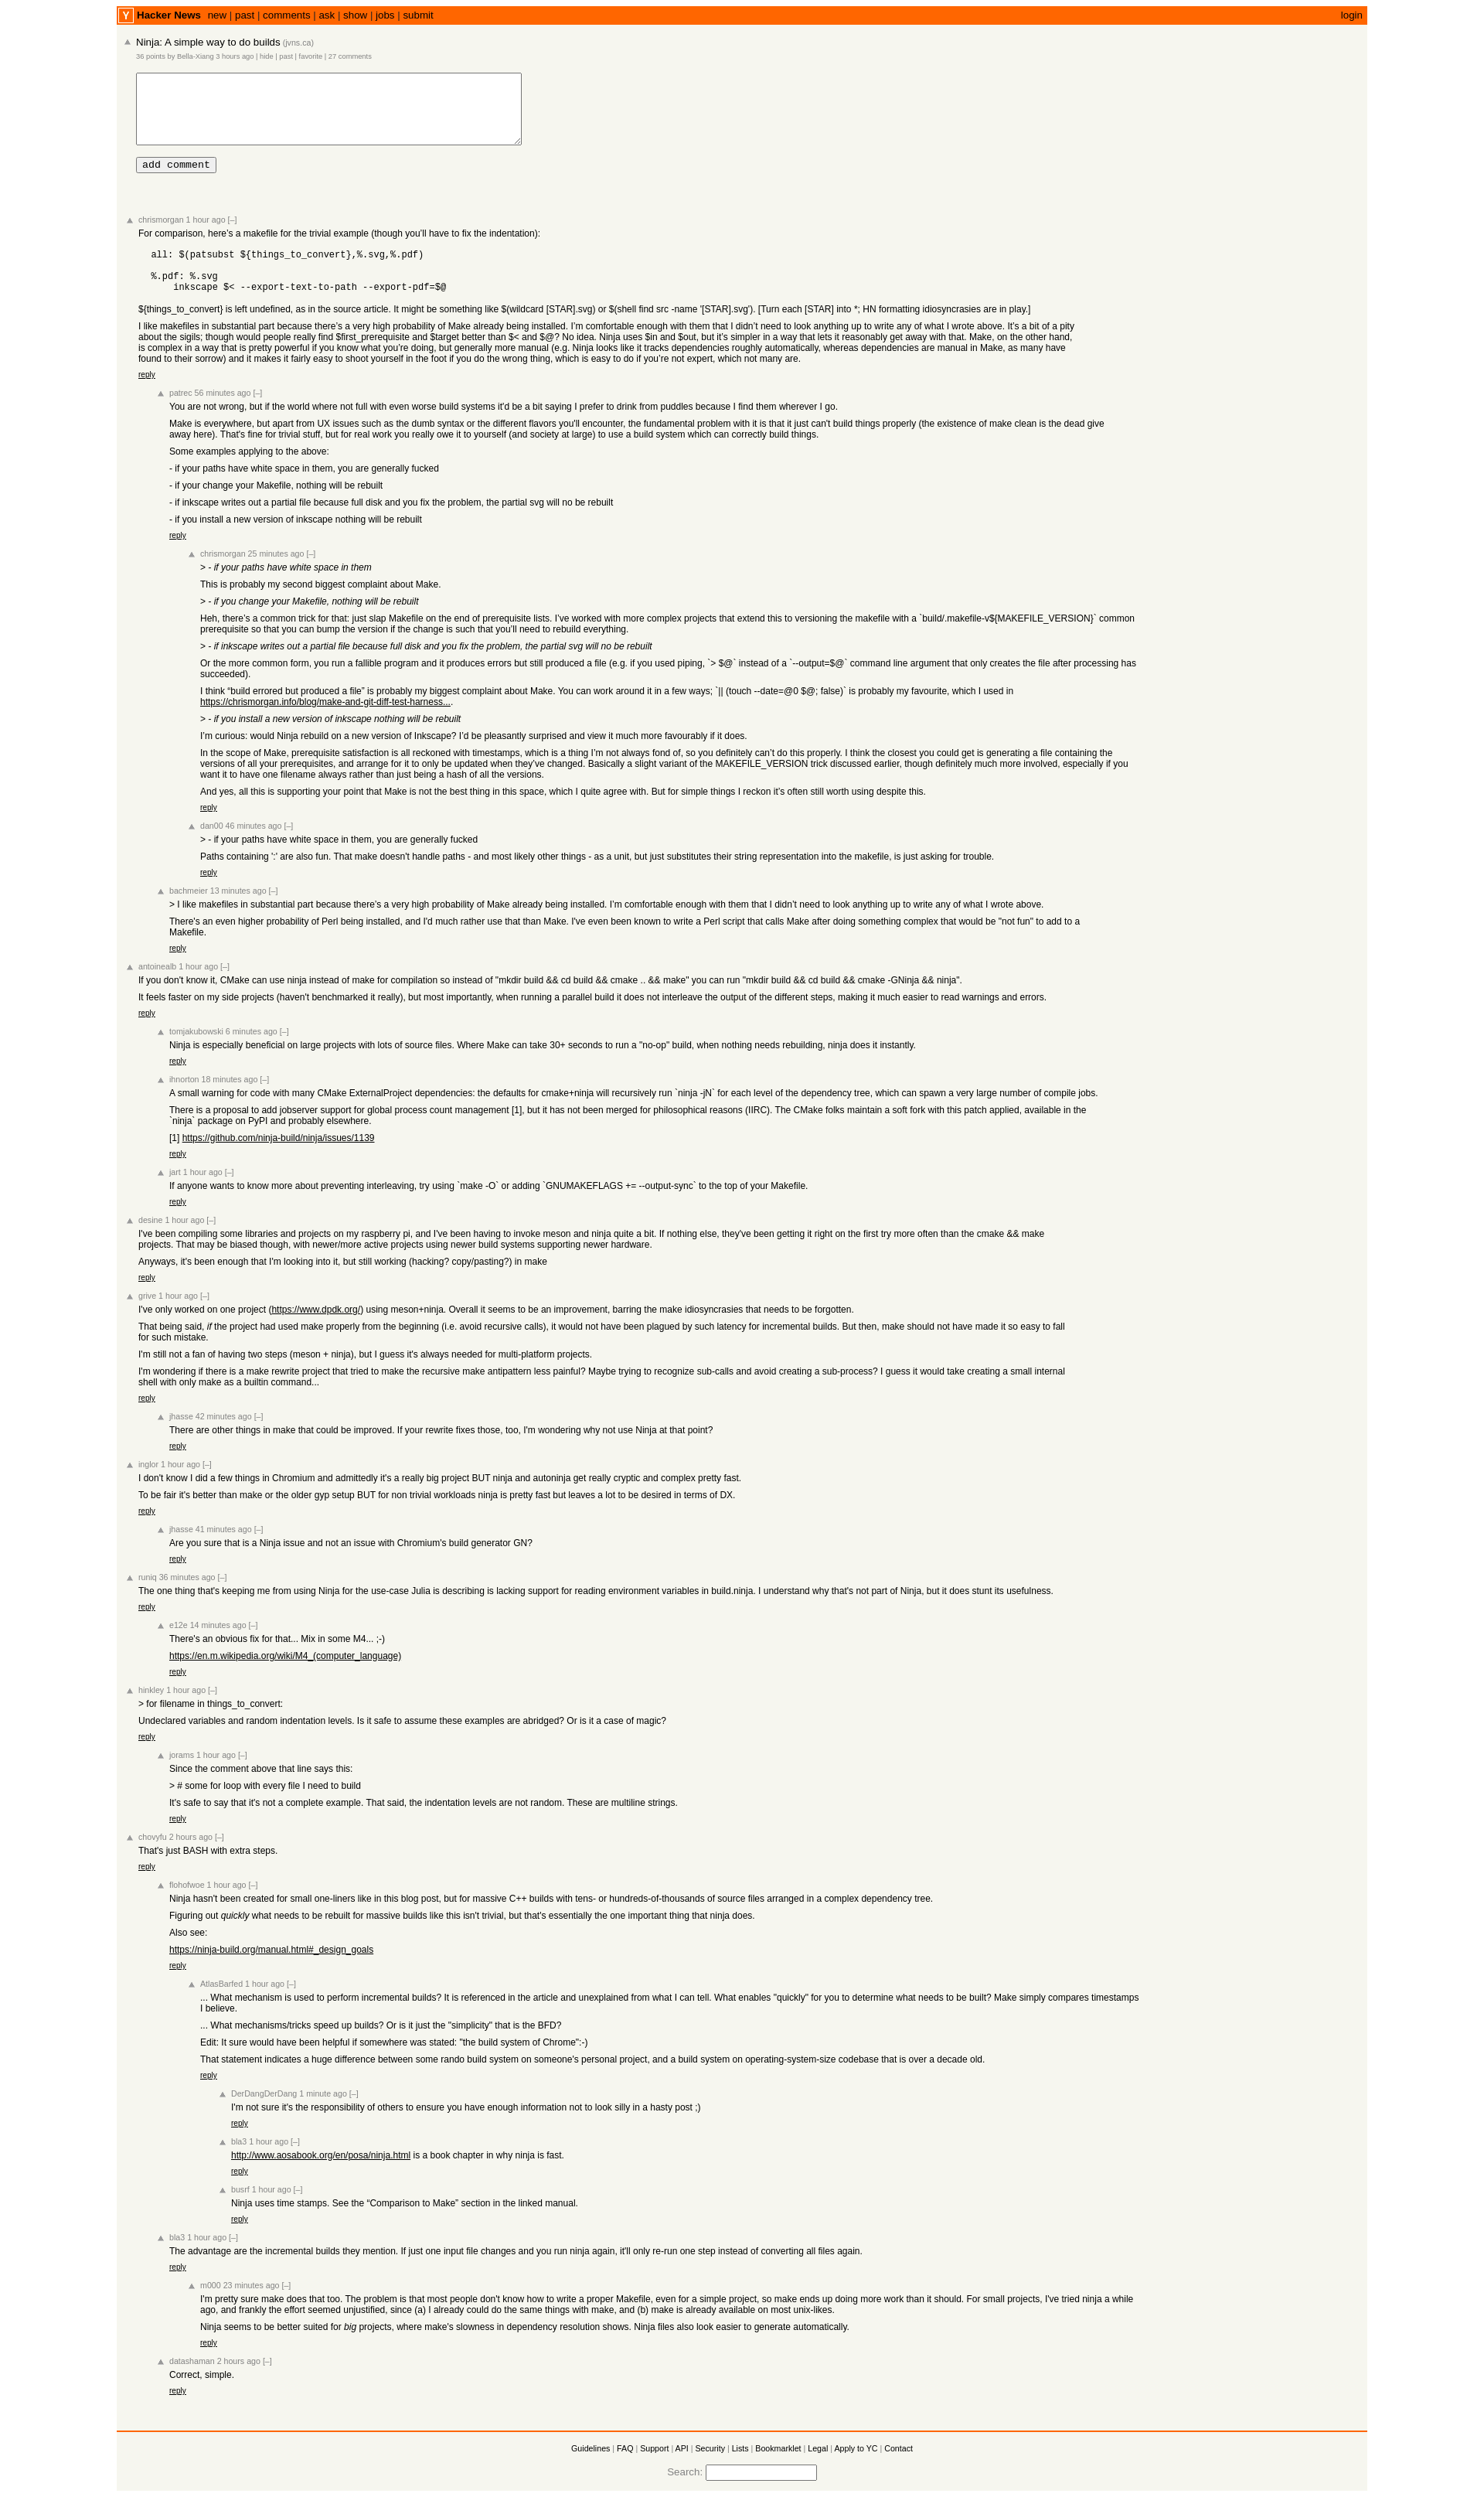 Y Hacker News new | past | comments | ask | show | jobs | submit login
Ninja: A simple way to do builds (jvns.ca)
36 points by Bella-Xiang 3 hours ago | hide | past | favorite | 27 comments
add comment
chrismorgan 1 hour ago [–]
For comparison, here’s a makefile for the trivial example (though you’ll have to fix the indentation):
all: $(patsubst ${things_to_convert},%.svg,%.pdf)
%.pdf: %.svg
inkscape $< --export-text-to-path --export-pdf=$@
${things_to_convert} is left undefined, as in the source article. It might be something like $(wildcard [STAR].svg) or $(shell find src -name '[STAR].svg'). [Turn each [STAR] into *; HN formatting idiosyncrasies are in play.]
I like makefiles in substantial part because there’s a very high probability of Make already being installed. I’m comfortable enough with them that I didn’t need to look anything up to write any of what I wrote above. It’s a bit of a pity
about the sigils; though would people really find $first_prerequisite and $target better than $< and $@? No idea. Ninja uses $in and $out, but it’s simpler in a way that lets it reasonably get away with that. Make, on the other hand,
is complex in a way that is pretty powerful if you know what you’re doing, but generally more manual (e.g. Ninja looks like it tracks dependencies roughly automatically, whereas dependencies are manual in Make, as many have
found to their sorrow) and it makes it fairly easy to shoot yourself in the foot if you do the wrong thing, which is easy to do if you’re not expert, which not many are.
reply
patrec 56 minutes ago [–]
You are not wrong, but if the world where not full with even worse build systems it'd be a bit saying I prefer to drink from puddles because I find them wherever I go.
Make is everywhere, but apart from UX issues such as the dumb syntax or the different flavors you'll encounter, the fundamental problem with it is that it just can't build things properly (the existence of make clean is the dead give
away here). That's fine for trivial stuff, but for real work you really owe it to yourself (and society at large) to use a build system which can correctly build things.
Some examples applying to the above:
- if your paths have white space in them, you are generally fucked
- if your change your Makefile, nothing will be rebuilt
- if inkscape writes out a partial file because full disk and you fix the problem, the partial svg will no be rebuilt
- if you install a new version of inkscape nothing will be rebuilt
reply
chrismorgan 25 minutes ago [–]
> - if your paths have white space in them
This is probably my second biggest complaint about Make.
> - if you change your Makefile, nothing will be rebuilt
Heh, there’s a common trick for that: just slap Makefile on the end of prerequisite lists. I’ve worked with more complex projects that extend this to versioning the makefile with a `build/.makefile-v${MAKEFILE_VERSION}` common
prerequisite so that you can bump the version if the change is such that you’ll need to rebuild everything.
> - if inkscape writes out a partial file because full disk and you fix the problem, the partial svg will no be rebuilt
Or the more common form, you run a fallible program and it produces errors but still produced a file (e.g. if you used piping, `> $@` instead of a `--output=$@` command line argument that only creates the file after processing has
succeeded).
I think “build errored but produced a file” is probably my biggest complaint about Make. You can work around it in a few ways; `|| (touch --date=@0 $@; false)` is probably my favourite, which I used in
https://chrismorgan.info/blog/make-and-git-diff-test-harness....
> - if you install a new version of inkscape nothing will be rebuilt
I’m curious: would Ninja rebuild on a new version of Inkscape? I’d be pleasantly surprised and view it much more favourably if it does.
In the scope of Make, prerequisite satisfaction is all reckoned with timestamps, which is a thing I’m not always fond of, so you definitely can’t do this properly. I think the closest you could get is generating a file containing the
versions of all your prerequisites, and arrange for it to only be updated when they’ve changed. Basically a slight variant of the MAKEFILE_VERSION trick discussed earlier, though definitely much more involved, especially if you
want it to have one filename always rather than just being a hash of all the versions.
And yes, all this is supporting your point that Make is not the best thing in this space, which I quite agree with. But for simple things I reckon it’s often still worth using despite this.
reply
dan00 46 minutes ago [–]
> - if your paths have white space in them, you are generally fucked
Paths containing ':' are also fun. That make doesn't handle paths - and most likely other things - as a unit, but just substitutes their string representation into the makefile, is just asking for trouble.
reply
bachmeier 13 minutes ago [–]
> I like makefiles in substantial part because there’s a very high probability of Make already being installed. I’m comfortable enough with them that I didn’t need to look anything up to write any of what I wrote above.
There's an even higher probability of Perl being installed, and I'd much rather use that than Make. I've even been known to write a Perl script that calls Make after doing something complex that would be "not fun" to add to a
Makefile.
reply
antoinealb 1 hour ago [–]
If you don't know it, CMake can use ninja instead of make for compilation so instead of "mkdir build && cd build && cmake .. && make" you can run "mkdir build && cd build && cmake -GNinja && ninja".
It feels faster on my side projects (haven't benchmarked it really), but most importantly, when running a parallel build it does not interleave the output of the different steps, making it much easier to read warnings and errors.
reply
tomjakubowski 6 minutes ago [–]
Ninja is especially beneficial on large projects with lots of source files. Where Make can take 30+ seconds to run a "no-op" build, when nothing needs rebuilding, ninja does it instantly.
reply
ihnorton 18 minutes ago [–]
A small warning for code with many CMake ExternalProject dependencies: the defaults for cmake+ninja will recursively run `ninja -jN` for each level of the dependency tree, which can spawn a very large number of compile jobs.
There is a proposal to add jobserver support for global process count management [1], but it has not been merged for philosophical reasons (IIRC). The CMake folks maintain a soft fork with this patch applied, available in the
`ninja` package on PyPI and probably elsewhere.
[1] https://github.com/ninja-build/ninja/issues/1139
reply
jart 1 hour ago [–]
If anyone wants to know more about preventing interleaving, try using `make -O` or adding `GNUMAKEFLAGS += --output-sync` to the top of your Makefile.
reply
desine 1 hour ago [–]
I've been compiling some libraries and projects on my raspberry pi, and I've been having to invoke meson and ninja quite a bit. If nothing else, they've been getting it right on the first try more often than the cmake && make
projects. That may be biased though, with newer/more active projects using newer build systems supporting newer hardware.
Anyways, it's been enough that I'm looking into it, but still working (hacking? copy/pasting?) in make
reply
grive 1 hour ago [–]
I've only worked on one project (https://www.dpdk.org/) using meson+ninja. Overall it seems to be an improvement, barring the make idiosyncrasies that needs to be forgotten.
That being said, if the project had used make properly from the beginning (i.e. avoid recursive calls), it would not have been plagued by such latency for incremental builds. But then, make should not have made it so easy to fall
for such mistake.
I'm still not a fan of having two steps (meson + ninja), but I guess it's always needed for multi-platform projects.
I'm wondering if there is a make rewrite project that tried to make the recursive make antipattern less painful? Maybe trying to recognize sub-calls and avoid creating a sub-process? I guess it would take creating a small internal
shell with only make as a builtin command...
reply
jhasse 42 minutes ago [–]
There are other things in make that could be improved. If your rewrite fixes those, too, I'm wondering why not use Ninja at that point?
reply
inglor 1 hour ago [–]
I don't know I did a few things in Chromium and admittedly it's a really big project BUT ninja and autoninja get really cryptic and complex pretty fast.
To be fair it's better than make or the older gyp setup BUT for non trivial workloads ninja is pretty fast but leaves a lot to be desired in terms of DX.
reply
jhasse 41 minutes ago [–]
Are you sure that is a Ninja issue and not an issue with Chromium's build generator GN?
reply
runiq 36 minutes ago [–]
The one thing that's keeping me from using Ninja for the use-case Julia is describing is lacking support for reading environment variables in build.ninja. I understand why that's not part of Ninja, but it does stunt its usefulness.
reply
e12e 14 minutes ago [–]
There's an obvious fix for that... Mix in some M4... ;-)
https://en.m.wikipedia.org/wiki/M4_(computer_language)
reply
hinkley 1 hour ago [–]
> for filename in things_to_convert:
Undeclared variables and random indentation levels. Is it safe to assume these examples are abridged? Or is it a case of magic?
reply
jorams 1 hour ago [–]
Since the comment above that line says this:
> # some for loop with every file I need to build
It's safe to say that it's not a complete example. That said, the indentation levels are not random. These are multiline strings.
reply
chovyfu 2 hours ago [–]
That's just BASH with extra steps.
reply
flohofwoe 1 hour ago [–]
Ninja hasn't been created for small one-liners like in this blog post, but for massive C++ builds with tens- or hundreds-of-thousands of source files arranged in a complex dependency tree.
Figuring out quickly what needs to be rebuilt for massive builds like this isn't trivial, but that's essentially the one important thing that ninja does.
Also see:
https://ninja-build.org/manual.html#_design_goals
reply
AtlasBarfed 1 hour ago [–]
... What mechanism is used to perform incremental builds? It is referenced in the article and unexplained from what I can tell. What enables "quickly" for you to determine what needs to be built? Make simply compares timestamps
I believe.
... What mechanisms/tricks speed up builds? Or is it just the "simplicity" that is the BFD?
Edit: It sure would have been helpful if somewhere was stated: "the build system of Chrome":-)
That statement indicates a huge difference between some rando build system on someone's personal project, and a build system on operating-system-size codebase that is over a decade old.
reply
DerDangDerDang 1 minute ago [–]
I'm not sure it's the responsibility of others to ensure you have enough information not to look silly in a hasty post ;)
reply
bla3 1 hour ago [–]
http://www.aosabook.org/en/posa/ninja.html is a book chapter in why ninja is fast.
reply
busrf 1 hour ago [–]
Ninja uses time stamps. See the “Comparison to Make” section in the linked manual.
reply
bla3 1 hour ago [–]
The advantage are the incremental builds they mention. If just one input file changes and you run ninja again, it'll only re-run one step instead of converting all files again.
reply
m000 23 minutes ago [–]
I'm pretty sure make does that too. The problem is that most people don't know how to write a proper Makefile, even for a simple project, so make ends up doing more work than it should. For small projects, I've tried ninja a while
ago, and frankly the effort seemed unjustified, since (a) I already could do the same things with make, and (b) make is already available on most unix-likes.
Ninja seems to be better suited for big projects, where make's slowness in dependency resolution shows. Ninja files also look easier to generate automatically.
reply
datashaman 2 hours ago [–]
Correct, simple.
reply
Guidelines | FAQ | Support | API | Security | Lists | Bookmarklet | Legal | Apply to YC | Contact
Search: